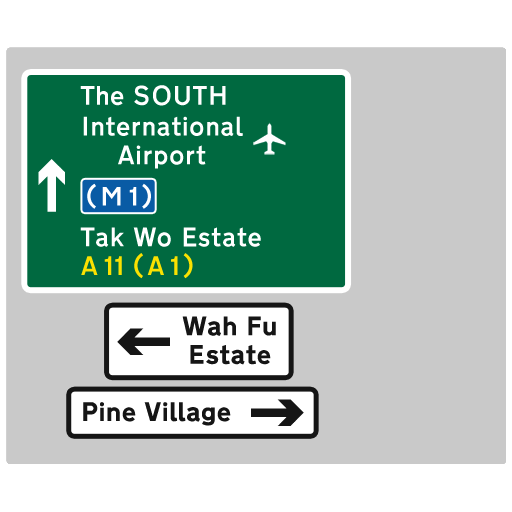 The SOUTH
International
Airport
(M1)
Tak Wo Estate
A11 (A1)
Wah Fu
Estate
Pine Village